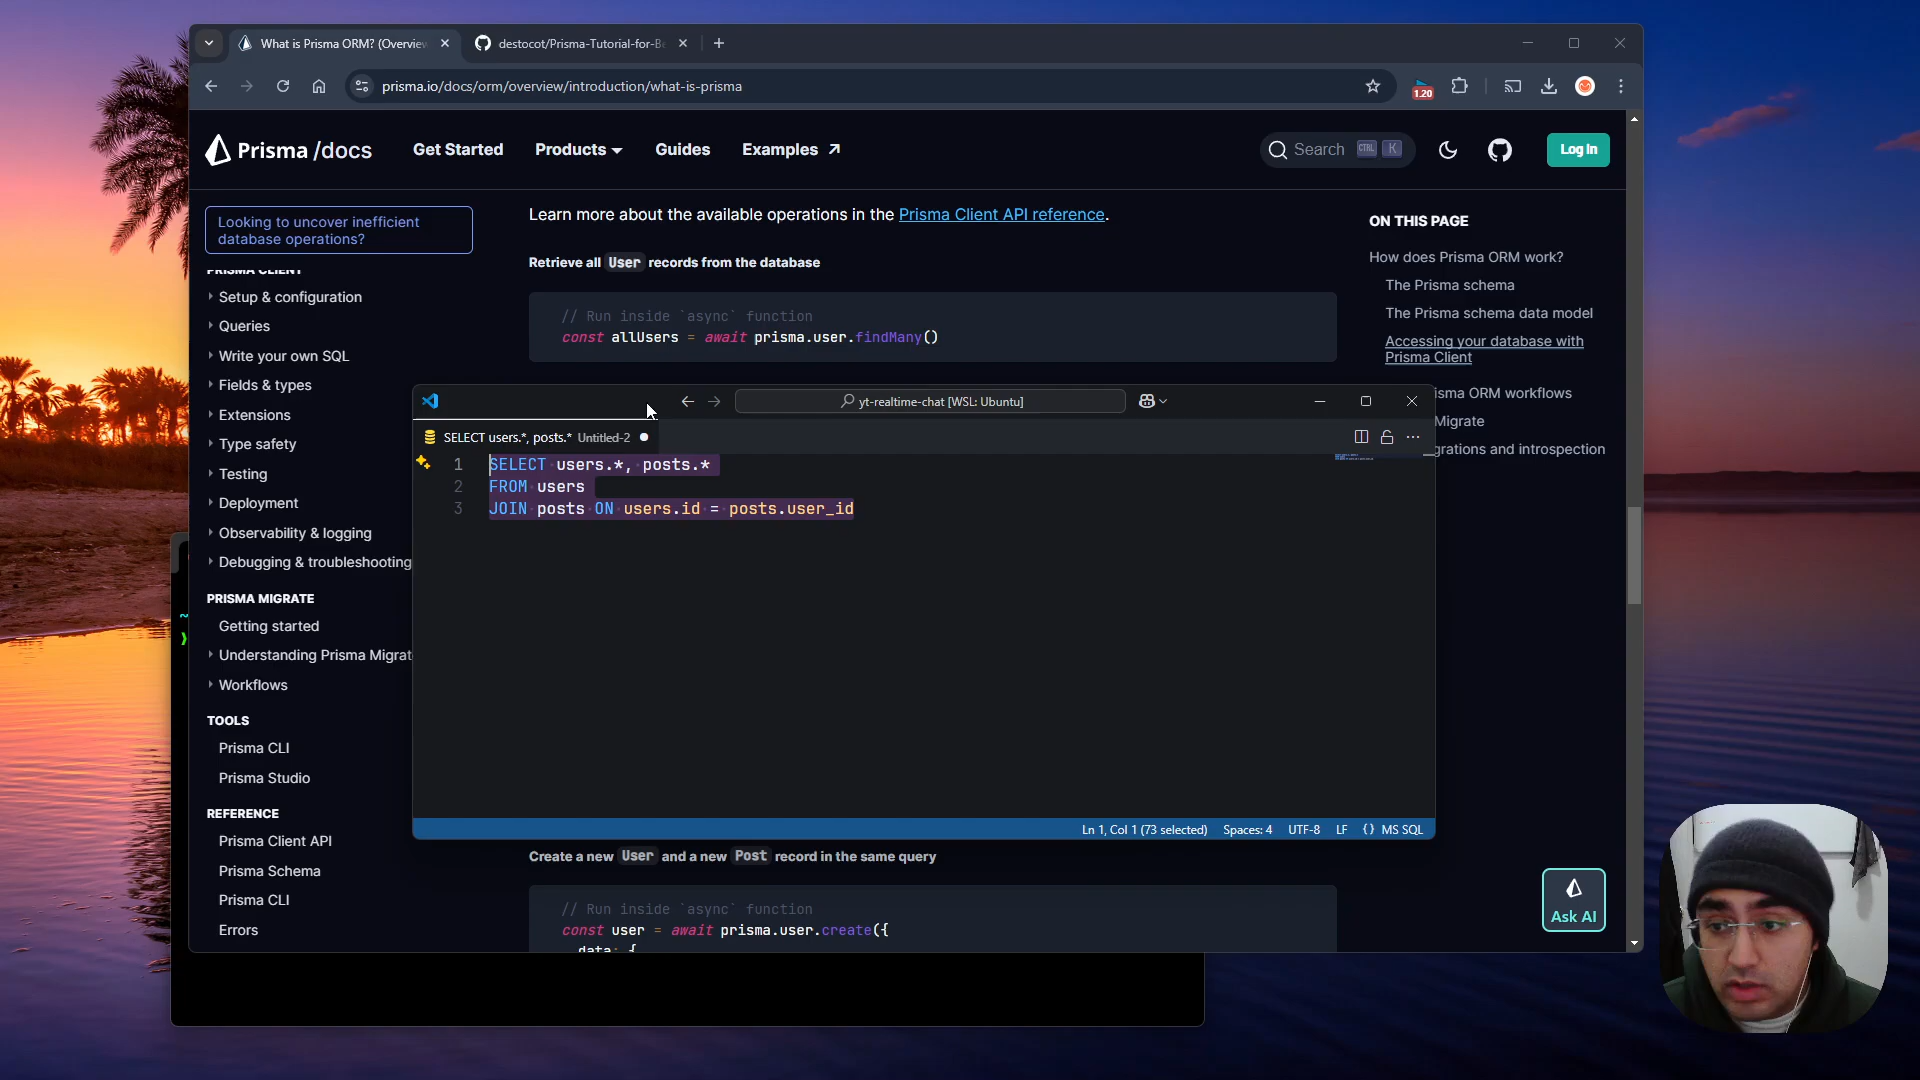 What is Prisma ORM? (Overview
destocot/Prisma-Tutorial-for-Be
prisma.io/docs/orm/overview/introduction/what-is-prisma
1.20
Prisma /docs
Get Started
Products
Guides
Examples
Search
CTRL
K
Log In
Looking to uncover inefficient
database operations?
PRISMA CLIENT
Setup & configuration
Queries
Write your own SQL
Fields & types
Extensions
Type safety
Testing
Deployment
Observability & logging
Debugging & troubleshooting
PRISMA MIGRATE
Getting started
Understanding Prisma Migrat
Workflows
TOOLS
Prisma CLI
Prisma Studio
REFERENCE
Prisma Client API
Prisma Schema
Prisma CLI
Errors
Learn more about the available operations in the Prisma Client API reference.
Retrieve all User records from the database
// Run inside `async` function
const allUsers = await prisma.user.findMany()
yt-realtime-chat [WSL: Ubuntu]
SELECT users.*, posts.* Untitled-2
1 SELECT users.*, posts.*
2 FROM users
3 JOIN posts ON users.id = posts.user_id
Ln 1, Col 1 (73 selected)
Spaces: 4
UTF-8
LF
{} MS SQL
Create a new User and a new Post record in the same query
// Run inside `async` function
const user = await prisma.user.create({
data: {
ON THIS PAGE
How does Prisma ORM work?
The Prisma schema
The Prisma schema data model
Accessing your database with
Prisma Client
isma ORM workflows
Migrate
grations and introspection
Ask AI